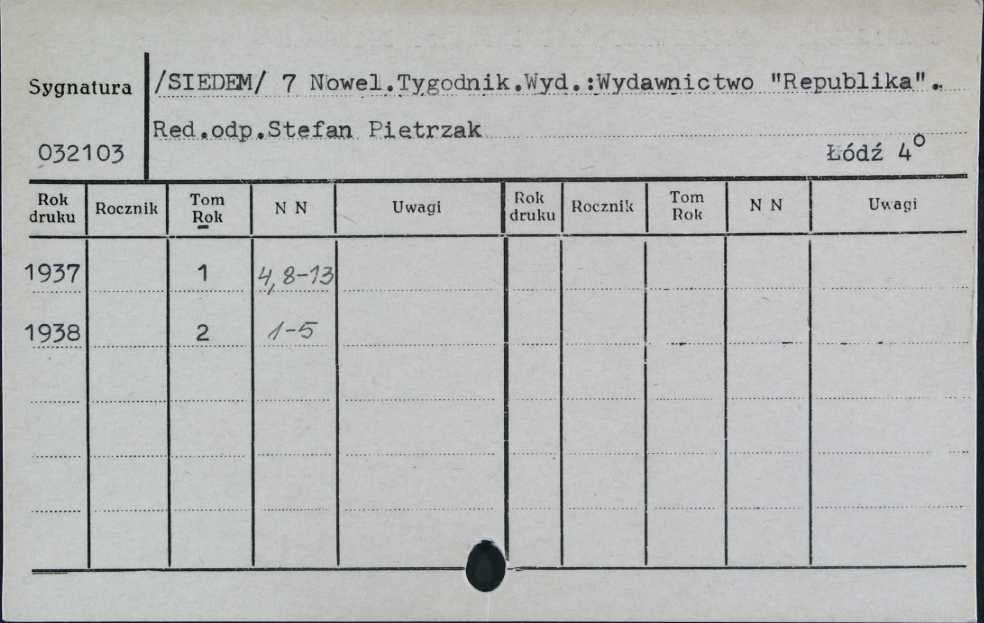 Sygnatura
/SIEDEM/ 7 Nowel.Tygodnik.Wyd.:Wydawnictwo "Republika".
Red.odp.Stefan Pietrzak
032103
Łódź 4o
Rok druku Rocznik Tom Rok N N Uwagi Rok druku Rocznik Tom Rok N N Uwagi
1937 1 4, 8-13
1938 2 1-5